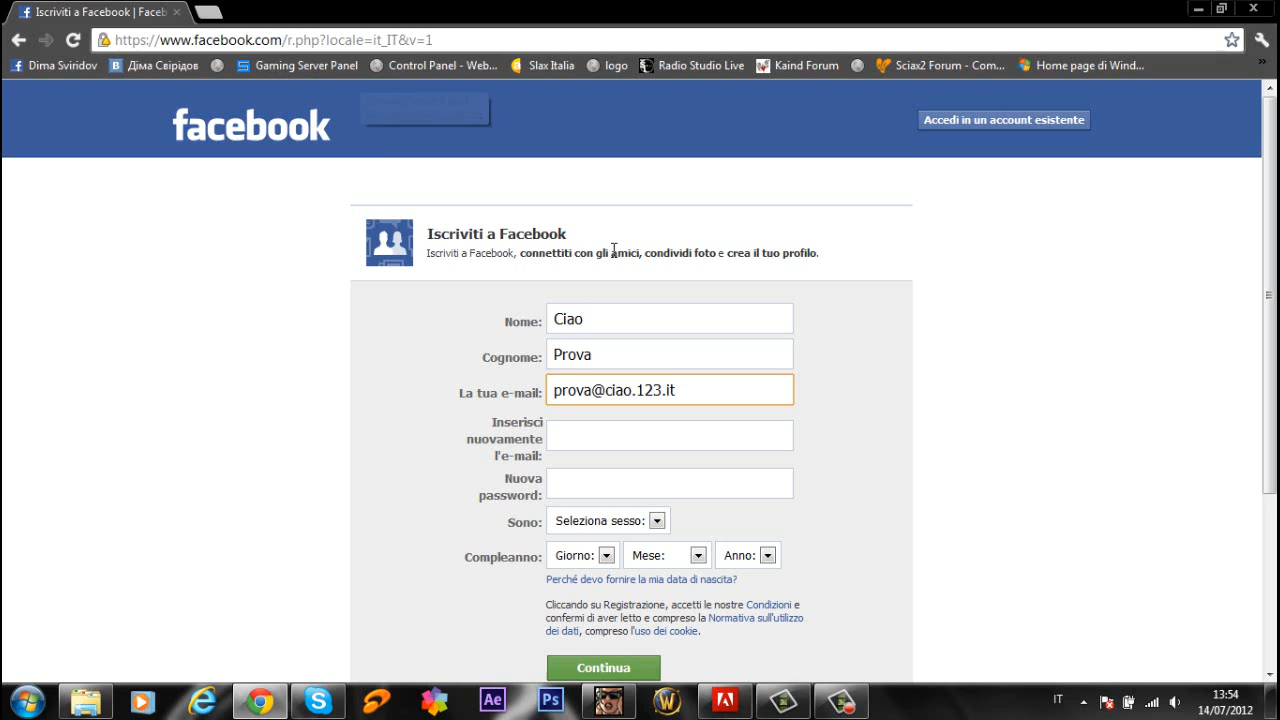 Iscriviti a Facebook | Faceb
https://www.facebook.com/r.php?locale=it_IT&v=1
Dima Sviridov Діма Свірідов Gaming Server Panel Control Panel - Web... Slax Italia logo Radio Studio Live Kaind Forum Sciax2 Forum - Com... Home page di Wind...
facebook
Accedi in un account esistente
Iscriviti a Facebook
Iscriviti a Facebook, connettiti con gli amici, condividi foto e crea il tuo profilo.
Nome: Ciao
Cognome: Prova
La tua e-mail: prova@ciao.123.it
Inserisci
nuovamente
l'e-mail:
Nuova
password:
Sono: Seleziona sesso:
Compleanno: Giorno: Mese: Anno:
Perché devo fornire la mia data di nascita?
Cliccando su Registrazione, accetti le nostre Condizioni e
confermi di aver letto e compreso la Normativa sull'utilizzo
dei dati, compreso l'uso dei cookie.
Continua
Ae Ps IT 13:54
14/07/2012